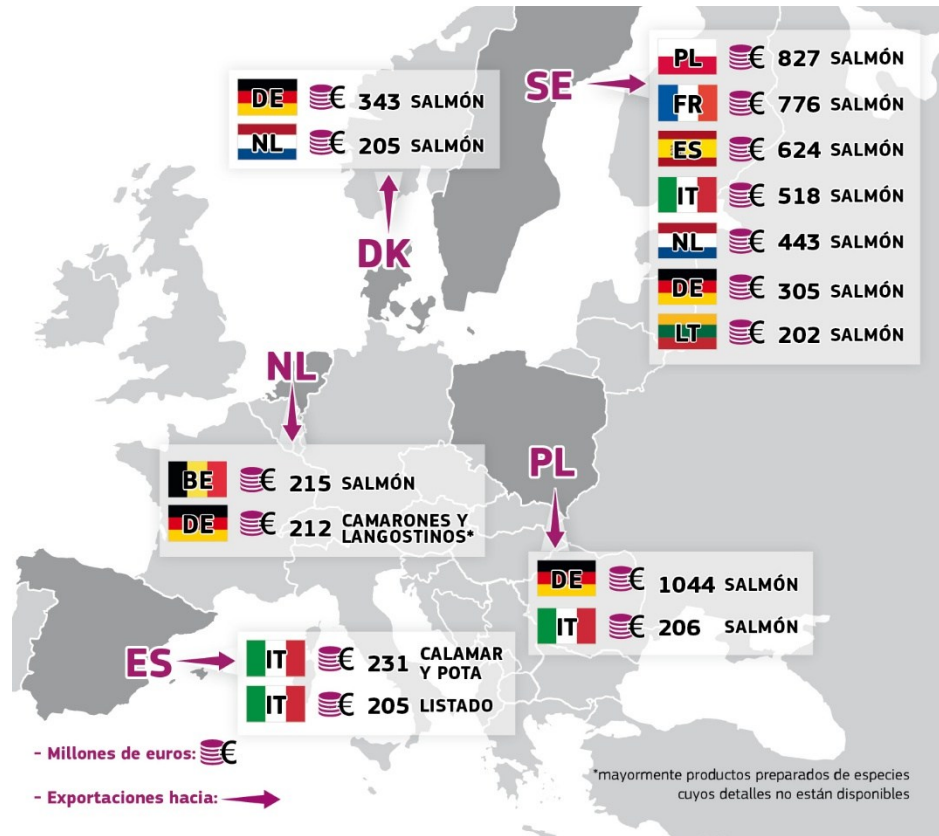 SE
PL € 827 SALMÓN
FR € 776 SALMÓN
ES € 624 SALMÓN
IT € 518 SALMÓN
NL € 443 SALMÓN
DE € 305 SALMÓN
LT € 202 SALMÓN
DE € 343 SALMÓN
NL € 205 SALMÓN
DK
NL
BE € 215 SALMÓN
DE € 212 CAMARONES Y
LANGOSTINOS*
PL
DE € 1044 SALMÓN
IT € 206 SALMÓN
ES
IT € 231 CALAMAR
Y POTA
IT € 205 LISTADO
- Millones de euros: €
- Exportaciones hacia:
*mayormente productos preparados de especies
cuyos detalles no están disponibles